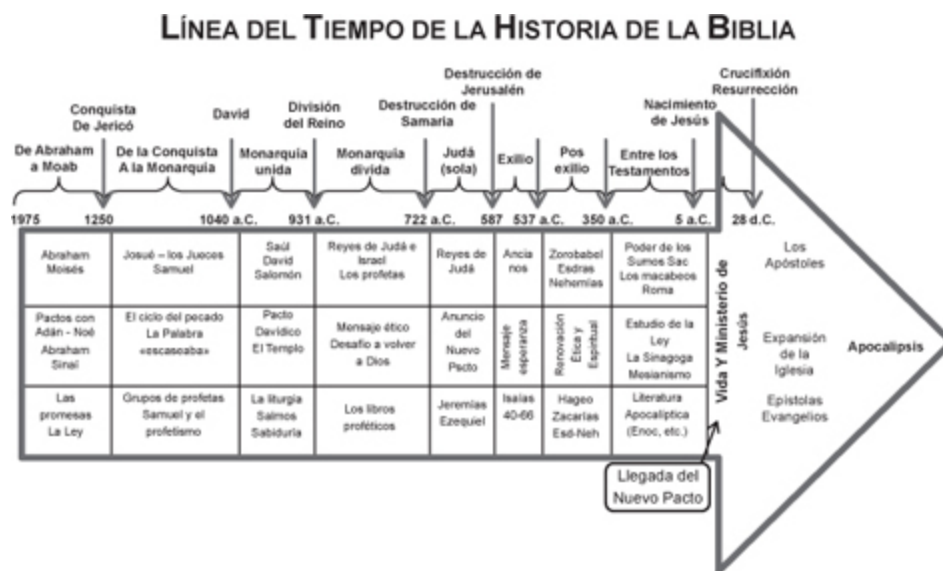 LÍNEA DEL TIEMPO DE LA HISTORIA DE LA BIBLIA
Crucifixión
Resurrección
Destrucción de
Jerusalén
Nacimiento
de Jesús
Conquista
De Jericó
David
División
del Reino
Destrucción de
Samaria
De Abraham
a Moab
De la Conquista
A la Monarquía
Monarquía
unida
Monarquía
divida
Judá
(sola)
Exilio
Pos
exilio
Entre los
Testamentos
1975 1250 1040 a.C. 931 a.C. 722 a.C. 587 537 a.C. 350 a.C. 5 a.C. 28 d.C.
Abraham
Moisés
Josué – los Jueces
Samuel
Saúl
David
Salomón
Reyes de Judá e
Israel
Los profetas
Reyes de
Judá
Ancia
nos
Zorobabel
Esdras
Nehemías
Poder de los
Sumos Sac
Los macabeos
Roma
Pactos con
Adán - Noé
Abraham
Sinaí
El ciclo del pecado
La Palabra
«escaseaba»
Pacto
Davídico
El Templo
Mensaje ético
Desafío a volver
a Dios
Anuncio
del
Nuevo
Pacto
Mensaje
esperanza
Renovación
Ética y
Espiritual
Estudio de la
Ley
La Sinagoga
Mesianismo
Las
promesas
La Ley
Grupos de profetas
Samuel y el
profetismo
La liturgia
Salmos
Sabiduría
Los libros
proféticos
Jeremías
Ezequiel
Isaías
40-66
Hageo
Zacarías
Esd-Neh
Literatura
Apocalíptica
(Enoc, etc.)
Vida Y Ministerio de
Jesús
Los
Apóstoles
Expansión
de la
Iglesia
Epístolas
Evangelios
Apocalipsis
Llegada del
Nuevo Pacto